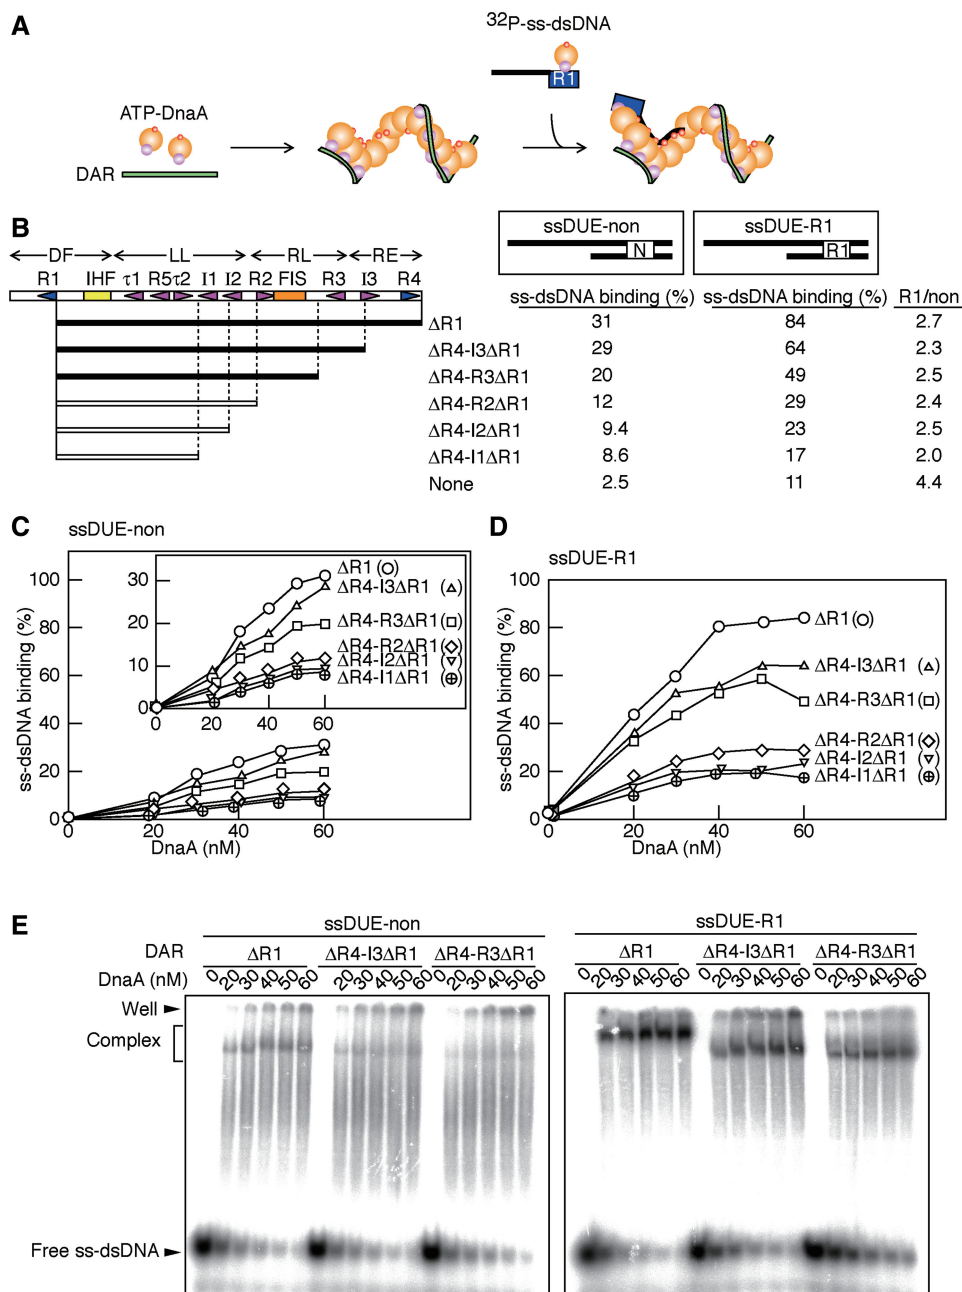 A
32P-ss-dsDNA
R1
ATP-DnaA
DAR
B
ssDUE-non ssDUE-R1
N R1
DF LL RL RE
R1 IHF τ1 R5 τ2 I1 I2 R2 FIS R3 I3 R4
ss-dsDNA binding (%) ss-dsDNA binding (%) R1/non
ΔR1 31 84 2.7
ΔR4-I3ΔR1 29 64 2.3
ΔR4-R3ΔR1 20 49 2.5
ΔR4-R2ΔR1 12 29 2.4
ΔR4-I2ΔR1 9.4 23 2.5
ΔR4-I1ΔR1 8.6 17 2.0
None 2.5 11 4.4
C
ssDUE-non
ss-dsDNA binding (%)
100
80
60
40
20
0
0 20 40 60
DnaA (nM)
30
20
10
0
0 20 40 60
ΔR1 (○)
ΔR4-I3ΔR1 (△)
ΔR4-R3ΔR1 (□)
ΔR4-R2ΔR1 (◇)
ΔR4-I2ΔR1 (▽)
ΔR4-I1ΔR1 (⊕)
D
ssDUE-R1
ss-dsDNA binding (%)
100
80
60
40
20
0
0 20 40 60
DnaA (nM)
ΔR1 (○)
ΔR4-I3ΔR1 (△)
ΔR4-R3ΔR1 (□)
ΔR4-R2ΔR1 (◇)
ΔR4-I2ΔR1 (▽)
ΔR4-I1ΔR1 (⊕)
E
ssDUE-non ssDUE-R1
DAR ΔR1 ΔR4-I3ΔR1 ΔR4-R3ΔR1 ΔR1 ΔR4-I3ΔR1 ΔR4-R3ΔR1
DnaA (nM) 0 20 30 40 50 60 0 20 30 40 50 60 0 20 30 40 50 60 0 20 30 40 50 60 0 20 30 40 50 60 0 20 30 40 50 60
Well
Complex
Free ss-dsDNA